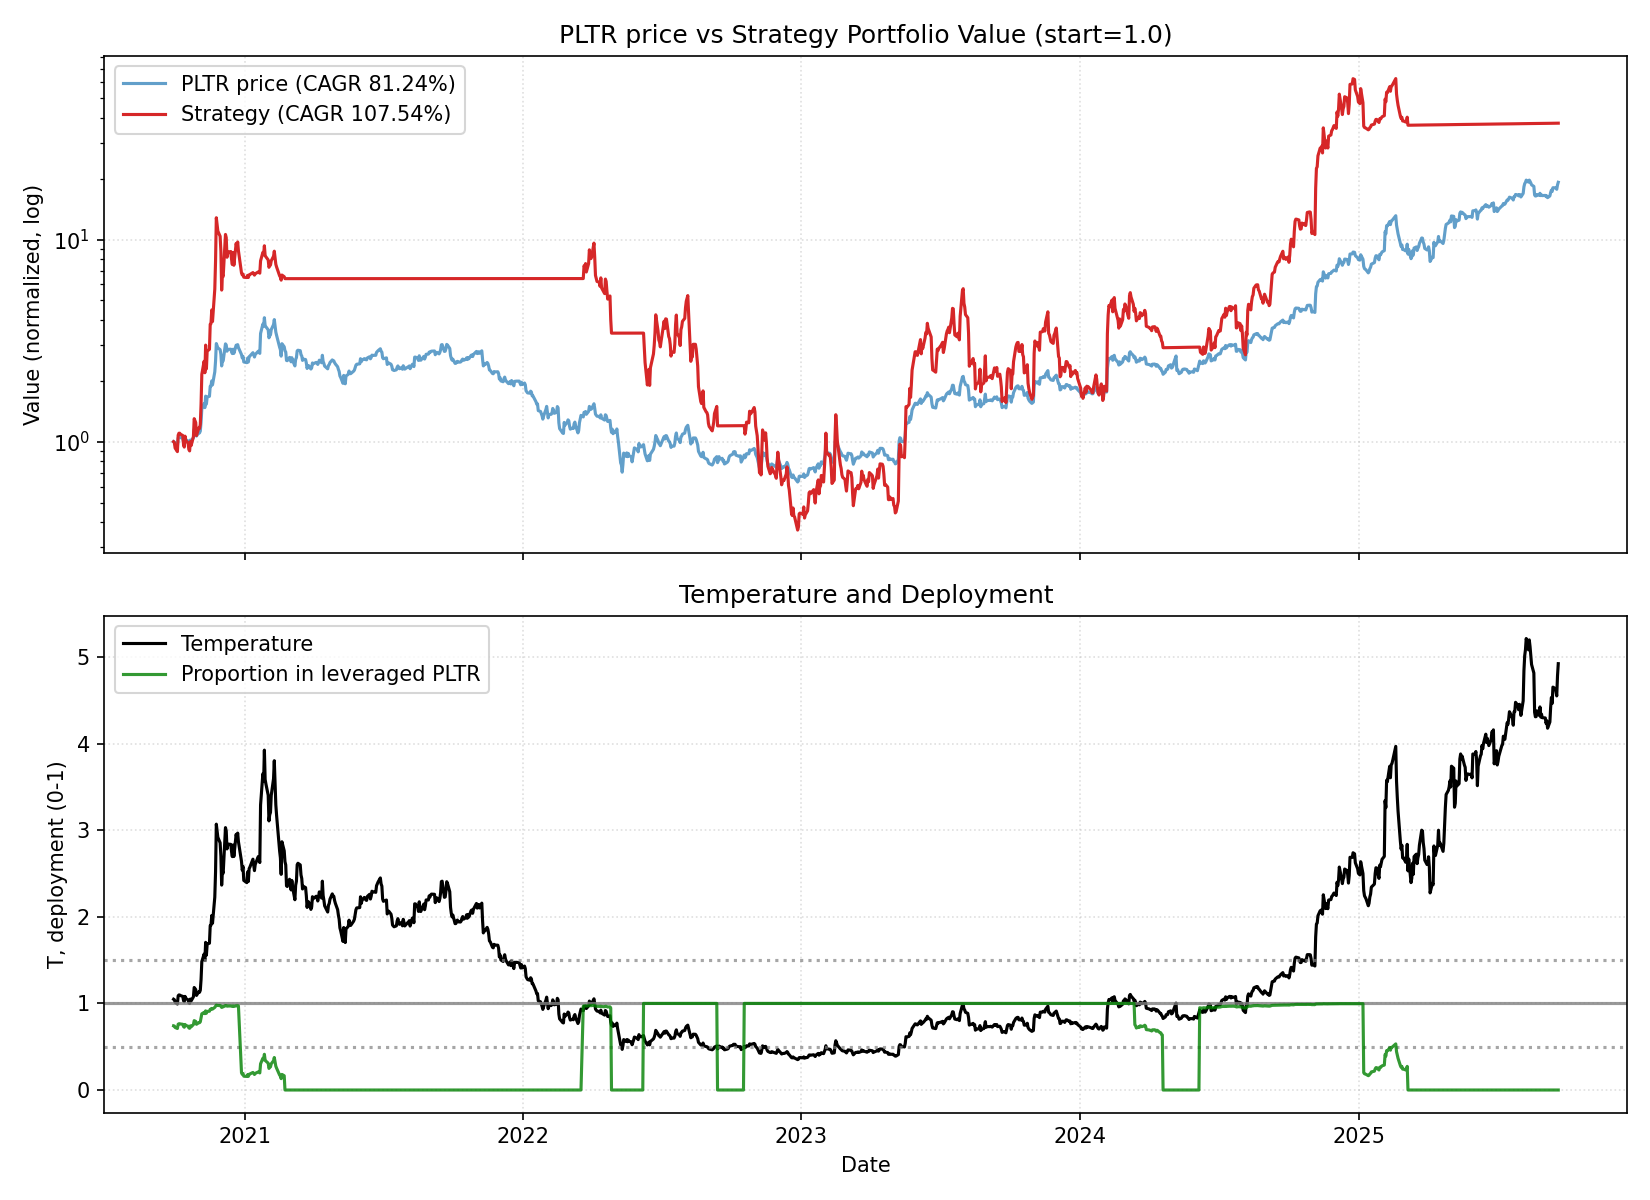 PLTR price vs Strategy Portfolio Value (start=1.0)
PLTR price (CAGR 81.24%)
Strategy (CAGR 107.54%)
Value (normalized, log)
10¹
10⁰
Temperature and Deployment
Temperature
Proportion in leveraged PLTR
T, deployment (0-1)
5
4
3
2
1
0
2021 2022 2023 2024 2025
Date